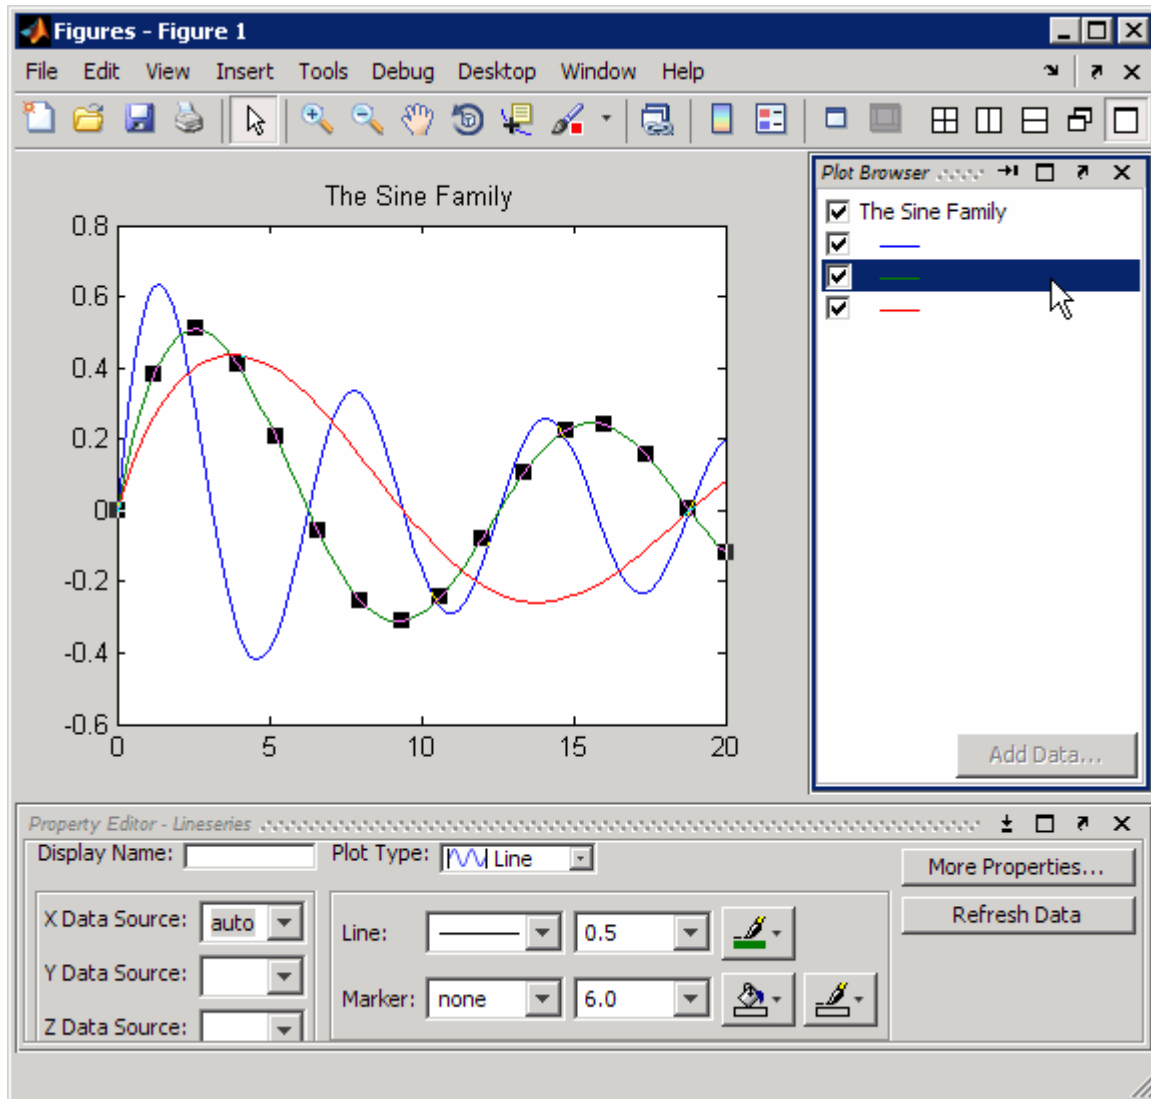 Figures - Figure 1
File Edit View Insert Tools Debug Desktop Window Help
Plot Browser
The Sine Family
The Sine Family
0.8
0.6
0.4
0.2
0
-0.2
-0.4
-0.6
0 5 10 15 20
Add Data...
Property Editor - Lineseries
Display Name: Plot Type: Line More Properties...
X Data Source: auto Line: 0.5 Refresh Data
Y Data Source:
Marker: none 6.0
Z Data Source: